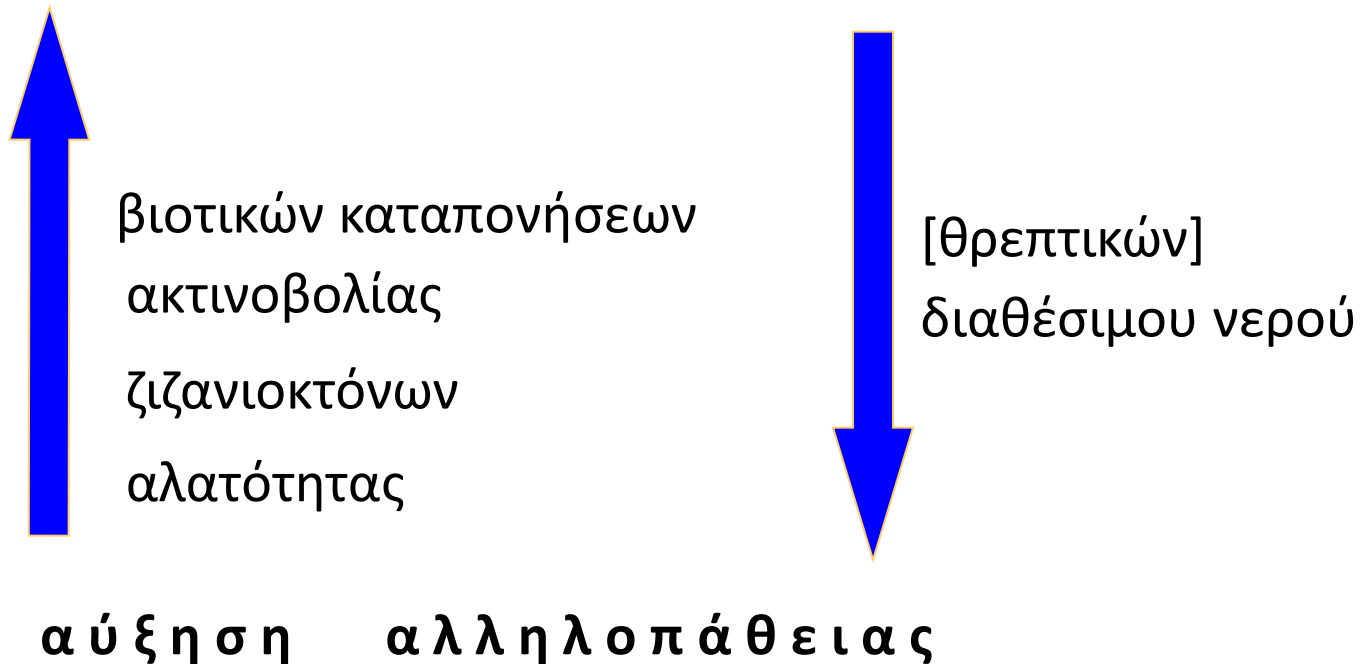 βιοτικών καταπονήσεων
ακτινοβολίας
ζιζανιοκτόνων
αλατότητας
[θρεπτικών]
διαθέσιμου νερού
αύξηση αλληλοπάθειας